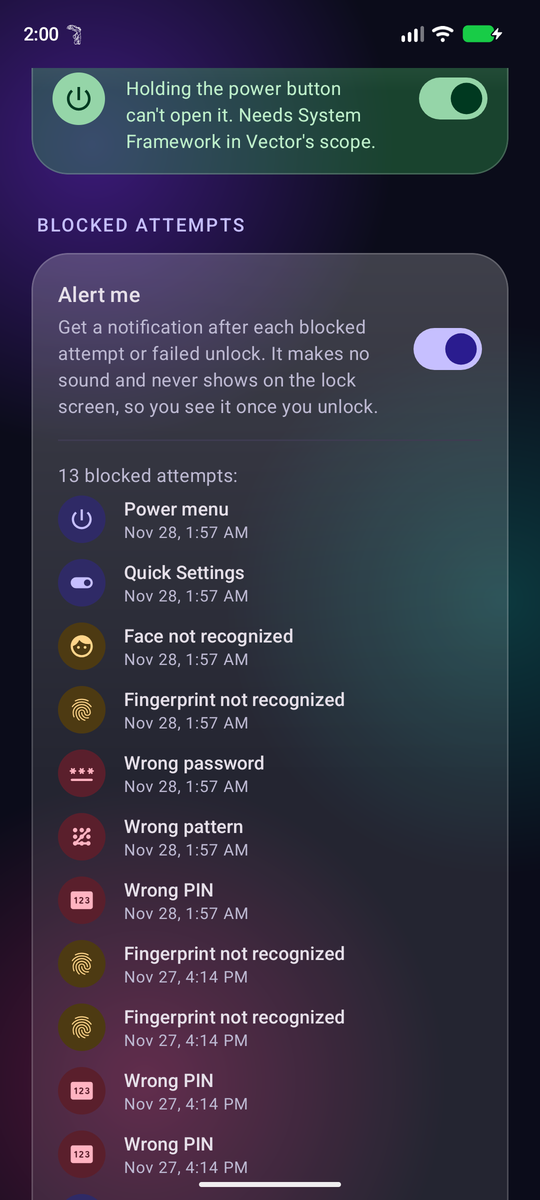 2:00
Holding the power button
can't open it. Needs System
Framework in Vector's scope.
BLOCKED ATTEMPTS
Alert me
Get a notification after each blocked
attempt or failed unlock. It makes no
sound and never shows on the lock
screen, so you see it once you unlock.
13 blocked attempts:
Power menu
Nov 28, 1:57 AM
Quick Settings
Nov 28, 1:57 AM
Face not recognized
Nov 28, 1:57 AM
Fingerprint not recognized
Nov 28, 1:57 AM
Wrong password
Nov 28, 1:57 AM
Wrong pattern
Nov 28, 1:57 AM
123
Wrong PIN
Nov 28, 1:57 AM
Fingerprint not recognized
Nov 27, 4:14 PM
Fingerprint not recognized
Nov 27, 4:14 PM
123
Wrong PIN
Nov 27, 4:14 PM
123
Wrong PIN
Nov 27, 4:14 PM